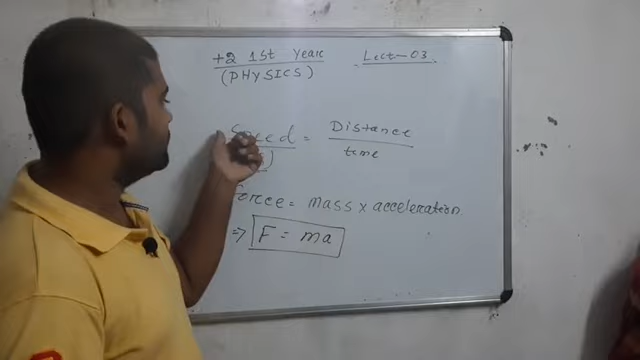 +2 1st Year Lect-03
(PHYSICS)
Speed = Distance
time
Force = mass x acceleration
⇒ F = ma